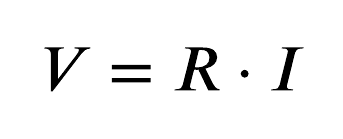 V = R · I